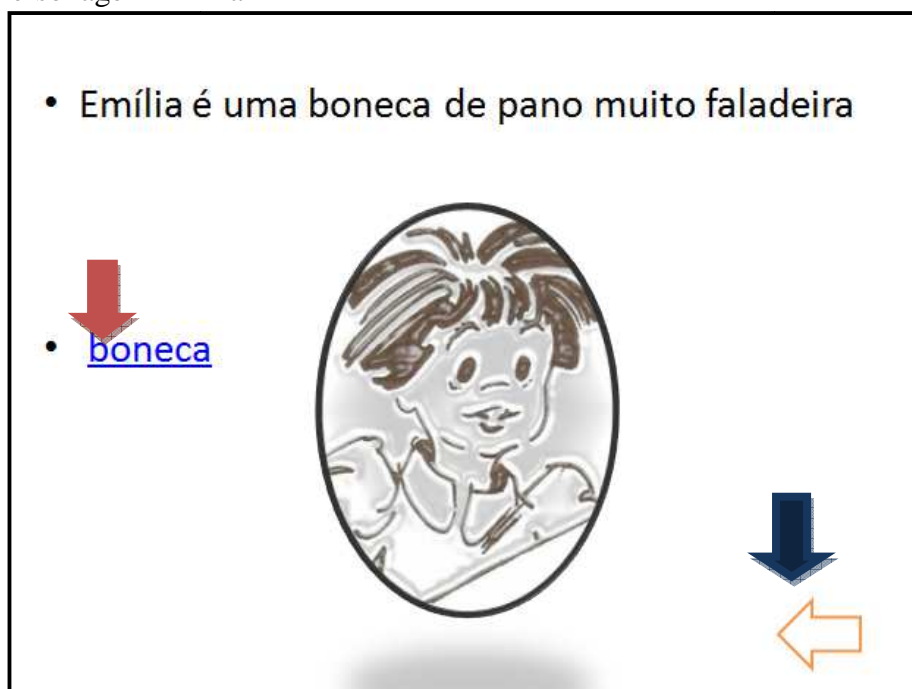 • Emília é uma boneca de pano muito faladeira
• boneca